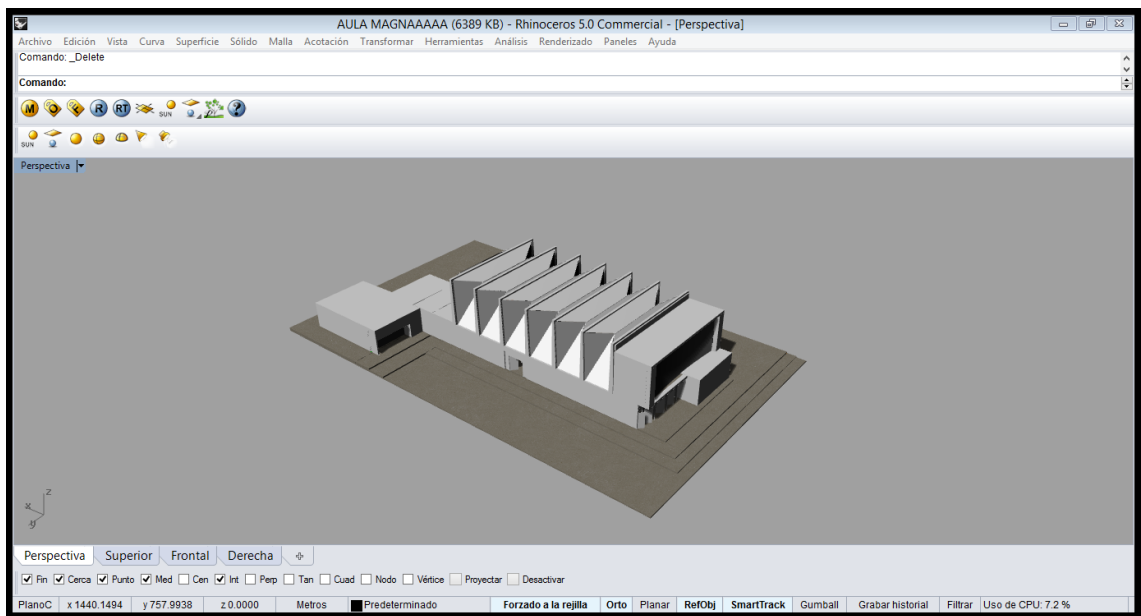 AULA MAGNAAAAA (6389 KB) - Rhinoceros 5.0 Commercial - [Perspectiva]
Archivo Edición Vista Curva Superficie Sólido Malla Acotación Transformar Herramientas Análisis Renderizado Paneles Ayuda
Comando: _Delete
Comando:
M R RT SUN ?
SUN
Perspectiva
z
x
y
Perspectiva Superior Frontal Derecha
Fin Cerca Punto Med Cen Int Perp Tan Cuad Nodo Vértice Proyectar Desactivar
PlanoC x 1440.1494 y 757.9938 z 0.0000 Metros Predeterminado Forzado a la rejilla Orto Planar RefObj SmartTrack Gumball Grabar historial Filtrar Uso de CPU: 7.2 %